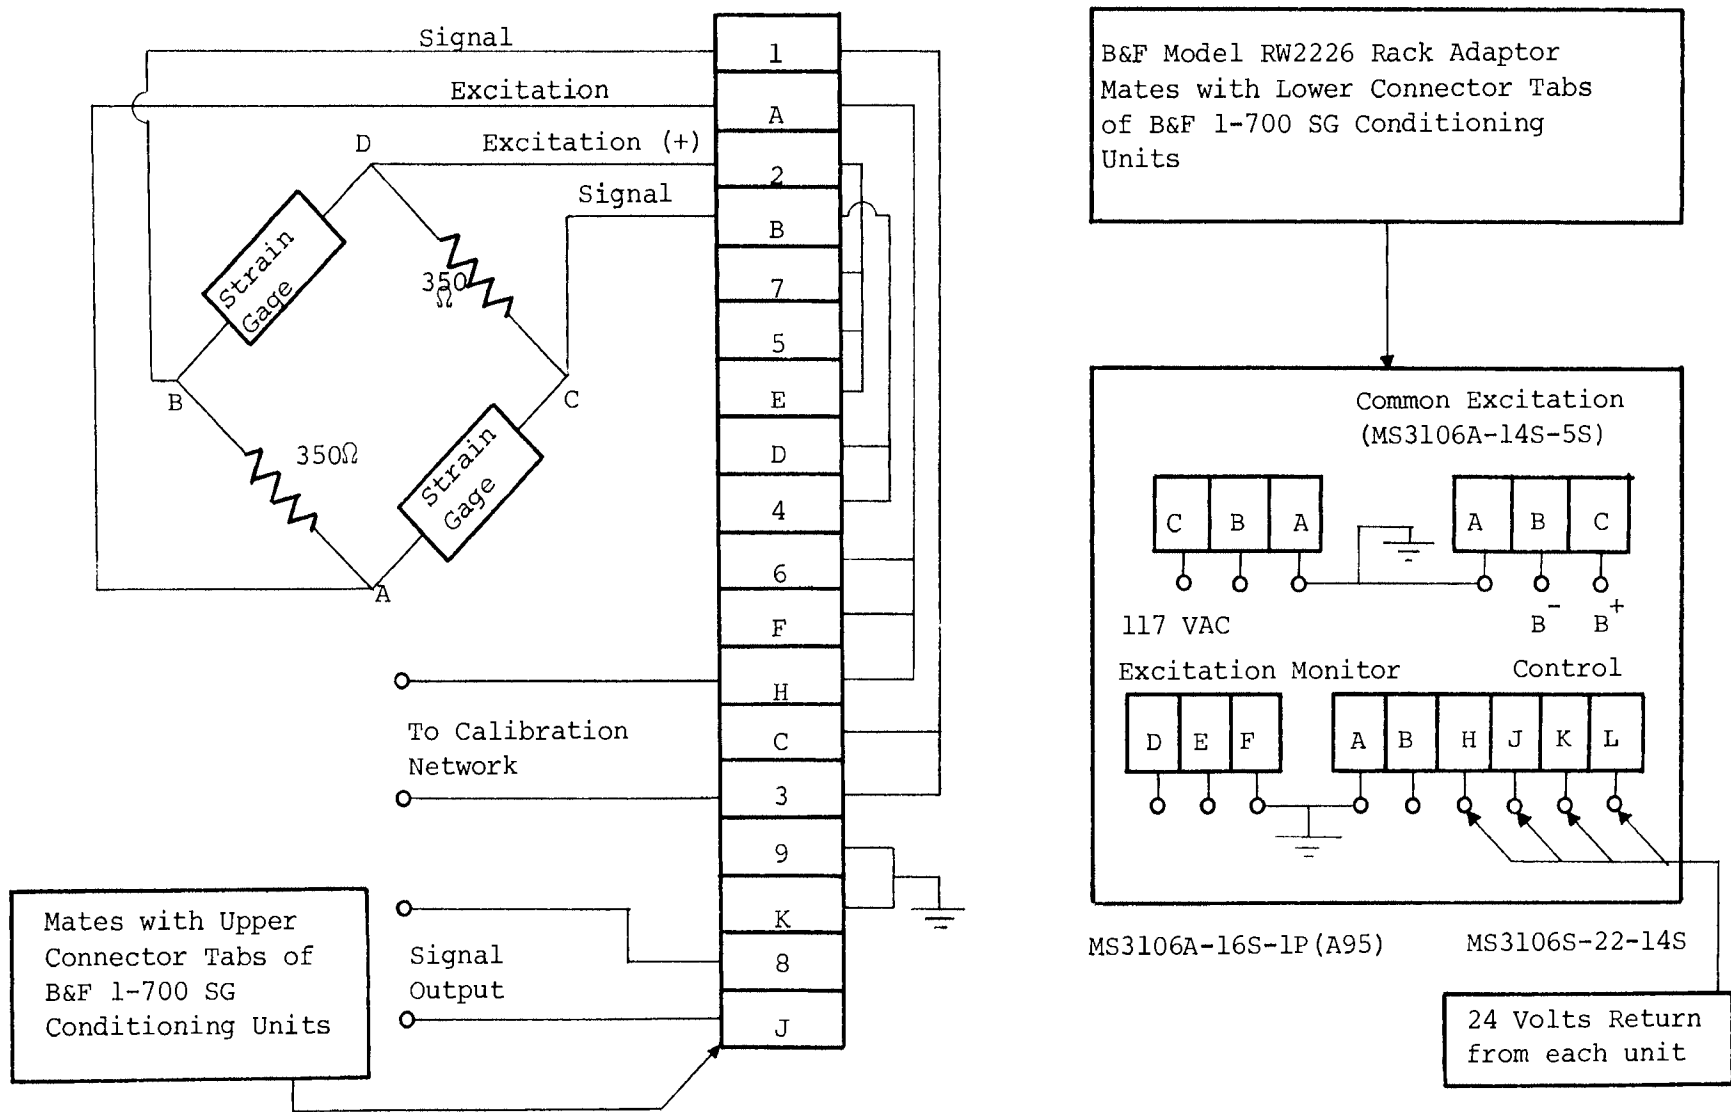 Signal
Excitation
Excitation (+)
Signal
D
B
C
A
Strain
Gage
350
Ω
350Ω
Strain
Gage
1
A
2
B
7
5
E
D
4
6
F
H
C
3
9
K
8
J
To Calibration
Network
Signal
Output
Mates with Upper
Connector Tabs of
B&F 1-700 SG
Conditioning Units
B&F Model RW2226 Rack Adaptor
Mates with Lower Connector Tabs
of B&F 1-700 SG Conditioning
Units
Common Excitation
(MS3106A-14S-5S)
C B A
A B C
117 VAC
B- B+
Excitation Monitor
Control
D E F
A B H J K L
MS3106A-16S-1P(A95)
MS3106S-22-14S
24 Volts Return
from each unit